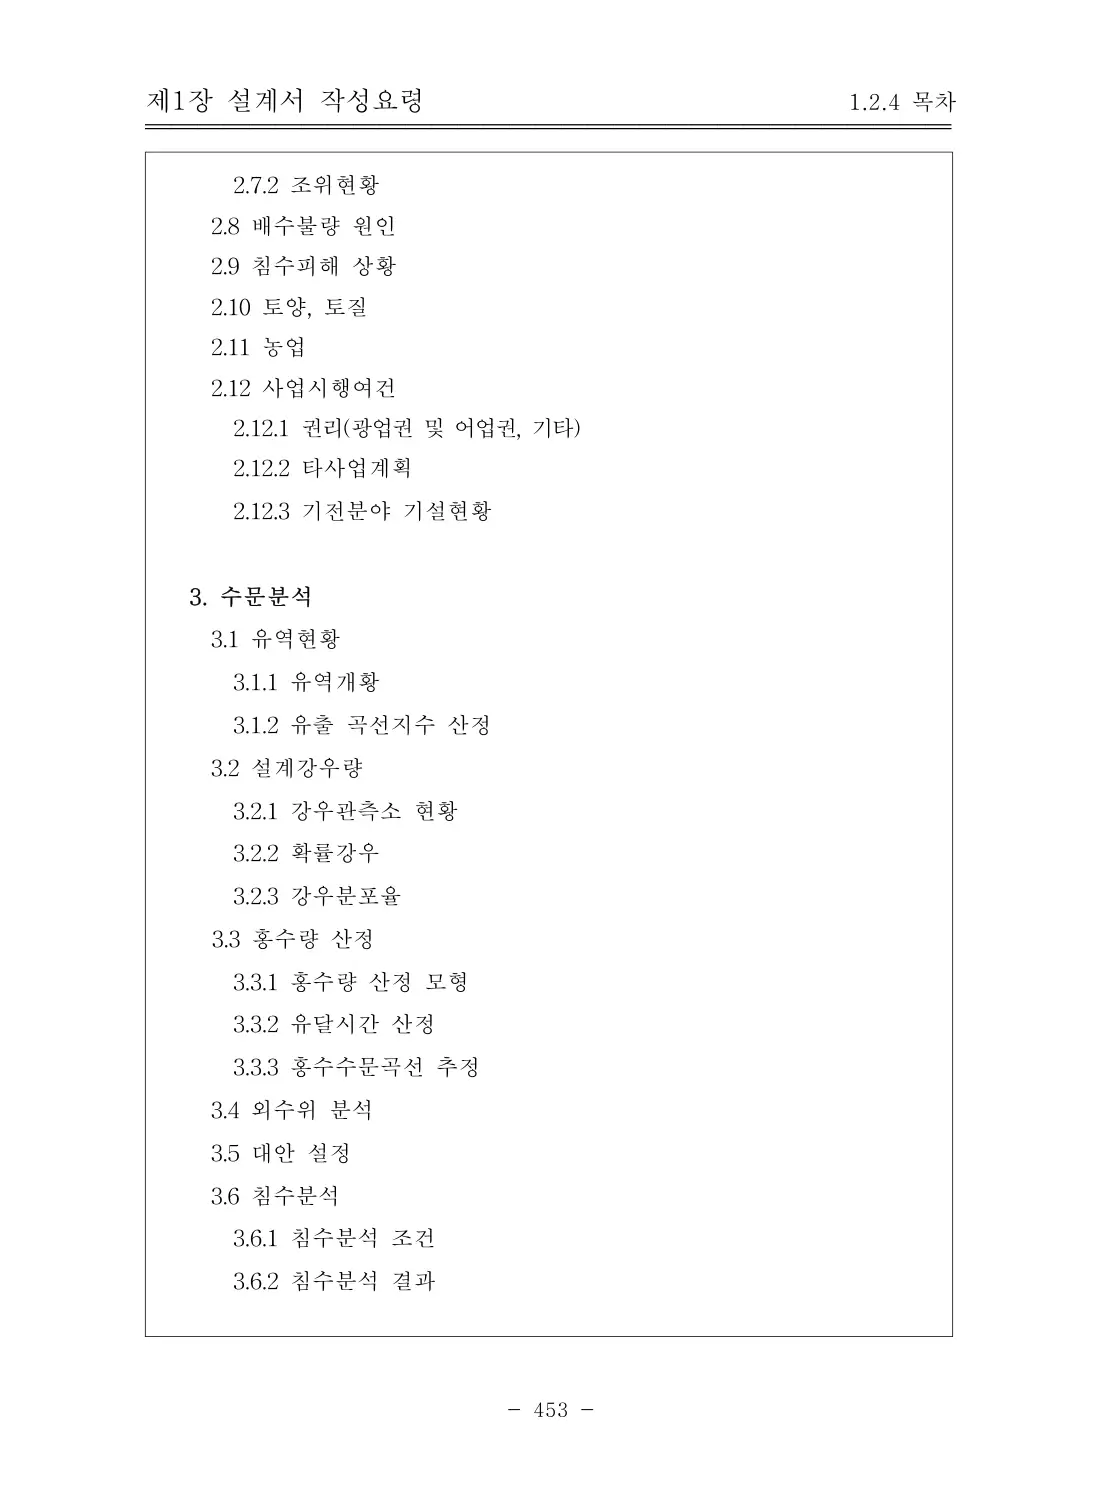 제1장 설계서 작성요령
1.2.4 목차
2.7.2 조위현황
2.8 배수불량 원인
2.9 침수피해 상황
2.10 토양, 토질
2.11 농업
2.12 사업시행여건
2.12.1 권리(광업권 및 어업권, 기타)
2.12.2 타사업계획
2.12.3 기전분야 기설현황
3. 수문분석
3.1 유역현황
3.1.1 유역개황
3.1.2 유출 곡선지수 산정
3.2 설계강우량
3.2.1 강우관측소 현황
3.2.2 확률강우
3.2.3 강우분포율
3.3 홍수량 산정
3.3.1 홍수량 산정 모형
3.3.2 유달시간 산정
3.3.3 홍수수문곡선 추정
3.4 외수위 분석
3.5 대안 설정
3.6 침수분석
3.6.1 침수분석 조건
3.6.2 침수분석 결과
- 453 -